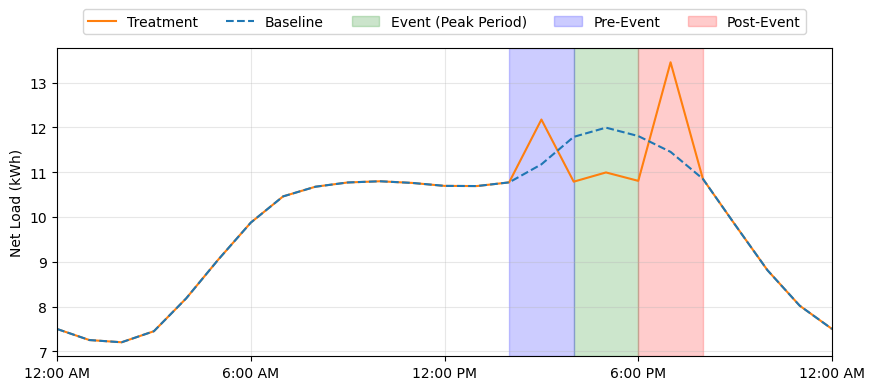 Treatment Baseline Event (Peak Period) Pre-Event Post-Event
Net Load (kWh)
13
12
11
10
9
8
7
12:00 AM 6:00 AM 12:00 PM 6:00 PM 12:00 AM